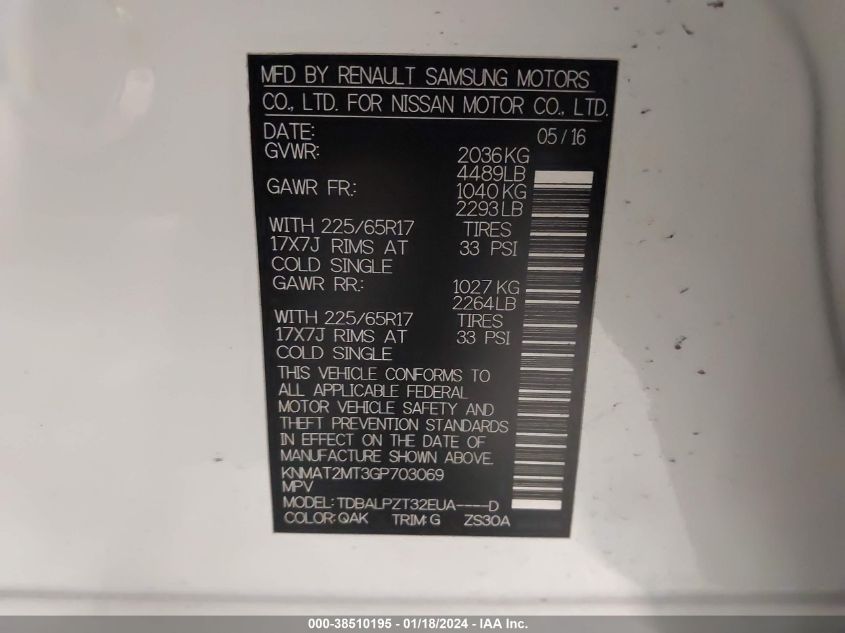 MFD BY RENAULT SAMSUNG MOTORS
CO., LTD. FOR NISSAN MOTOR CO., LTD.
DATE: 05/16
GVWR: 2036KG
4489LB
GAWR FR.: 1040KG
2293LB
WITH 225/65R17 TIRES
17X7J RIMS AT 33 PSI
COLD SINGLE
GAWR RR.: 1027KG
2264LB
WITH 225/65R17 TIRES
17X7J RIMS AT 33 PSI
COLD SINGLE
THIS VEHICLE CONFORMS TO
ALL APPLICABLE FEDERAL
MOTOR VEHICLE SAFETY AND
THEFT PREVENTION STANDARDS
IN EFFECT ON THE DATE OF
MANUFACTURE SHOWN ABOVE.
KNMAT2MT3GP703069
MPV
MODEL: TDBALPZT32EUA----D
COLOR: QAK TRIM: G ZS30A
000-38510195 - 01/18/2024 - IAA Inc.